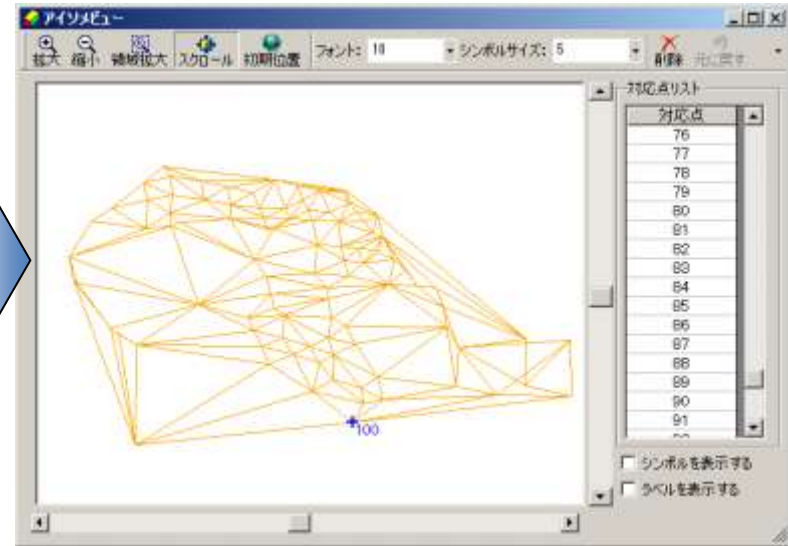 アイソメビュー
拡大 縮小 領域拡大 スクロール 初期位置 フォント: 10 シンボルサイズ: 5 削除 元に戻す
対応点リスト
対応点
76
77
78
79
80
81
82
83
84
85
86
87
88
89
90
91
100
シンボルを表示する
ラベルを表示する